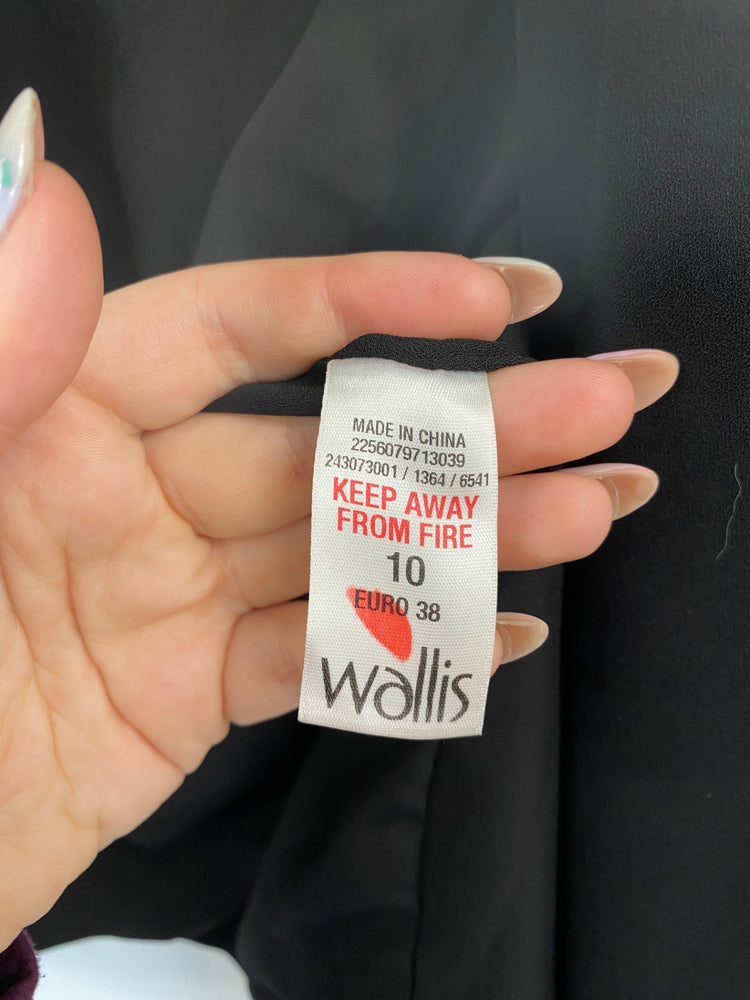 MADE IN CHINA
2256079713039
243073001 / 1364 / 6541
KEEP AWAY
FROM FIRE
10
EURO 38
wallis